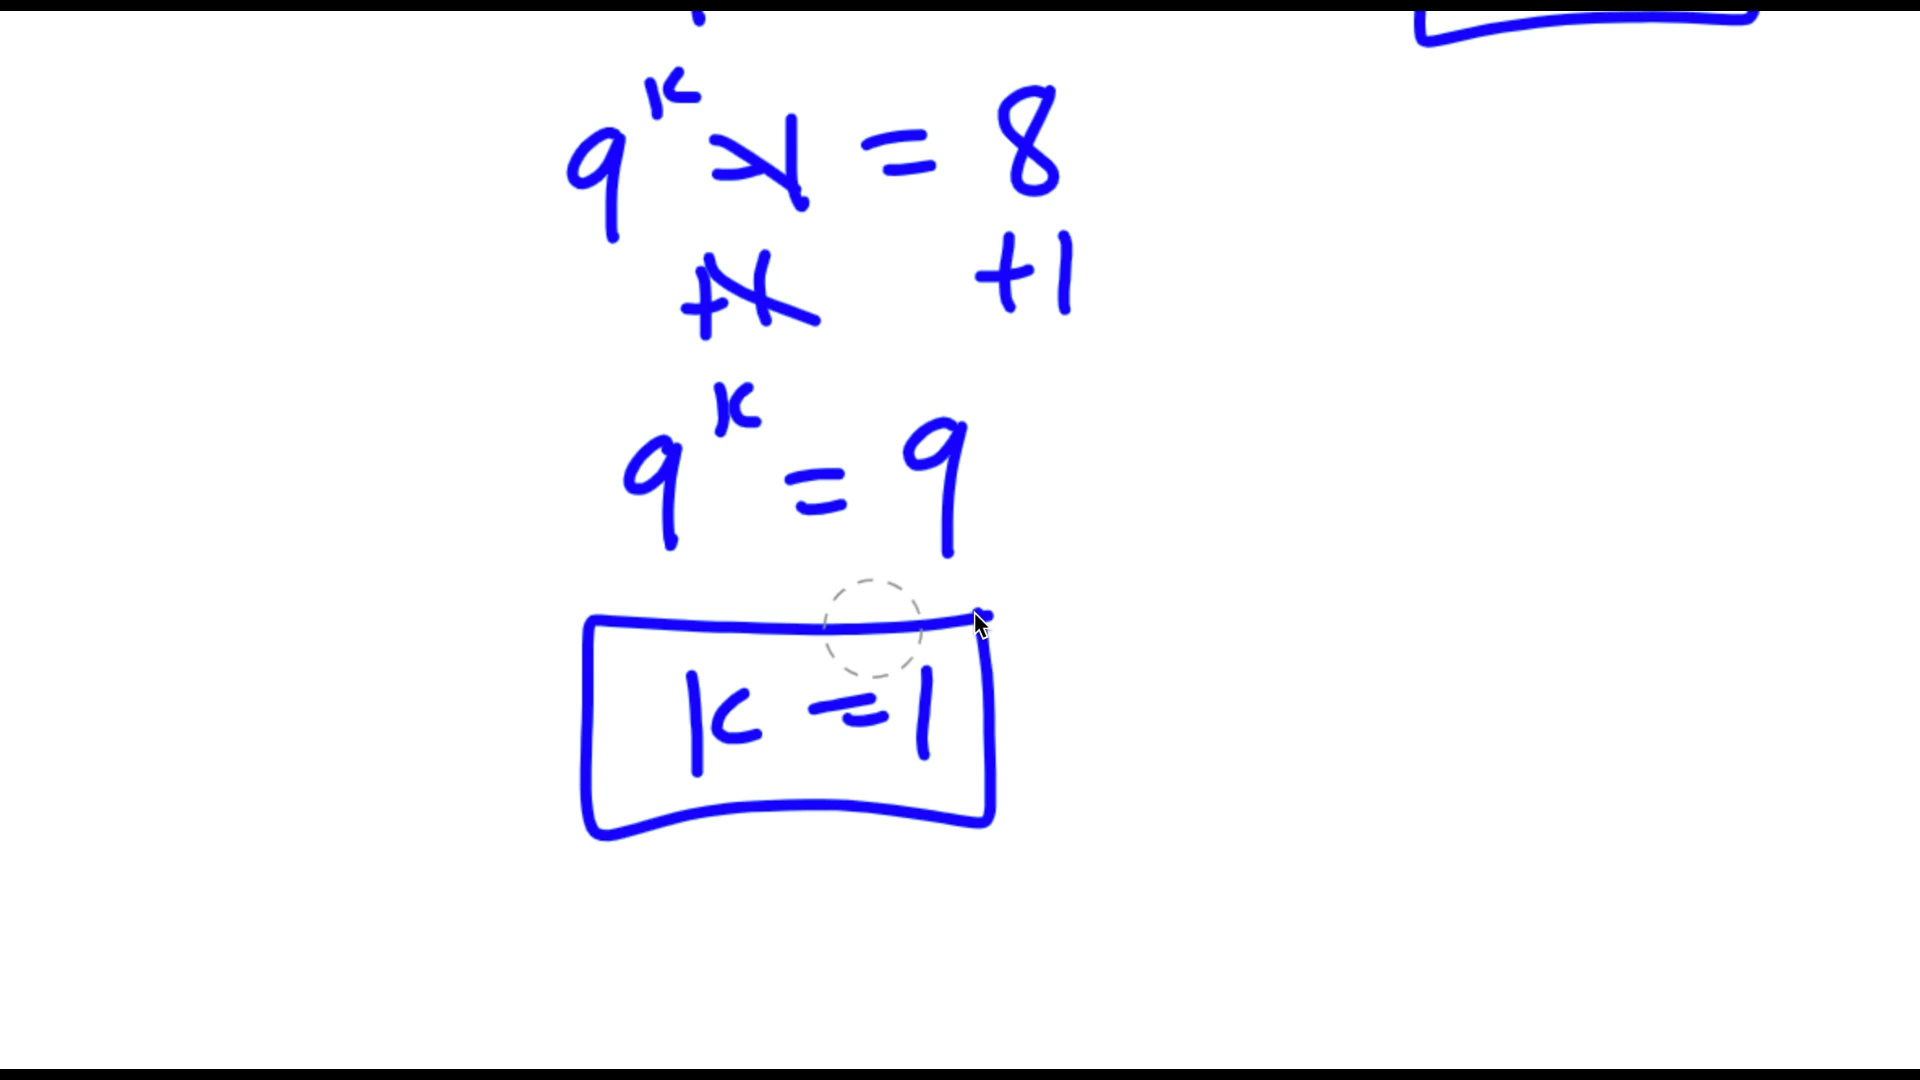 9^k - 1 = 8
+1 +1
9^k = 9
k = 1